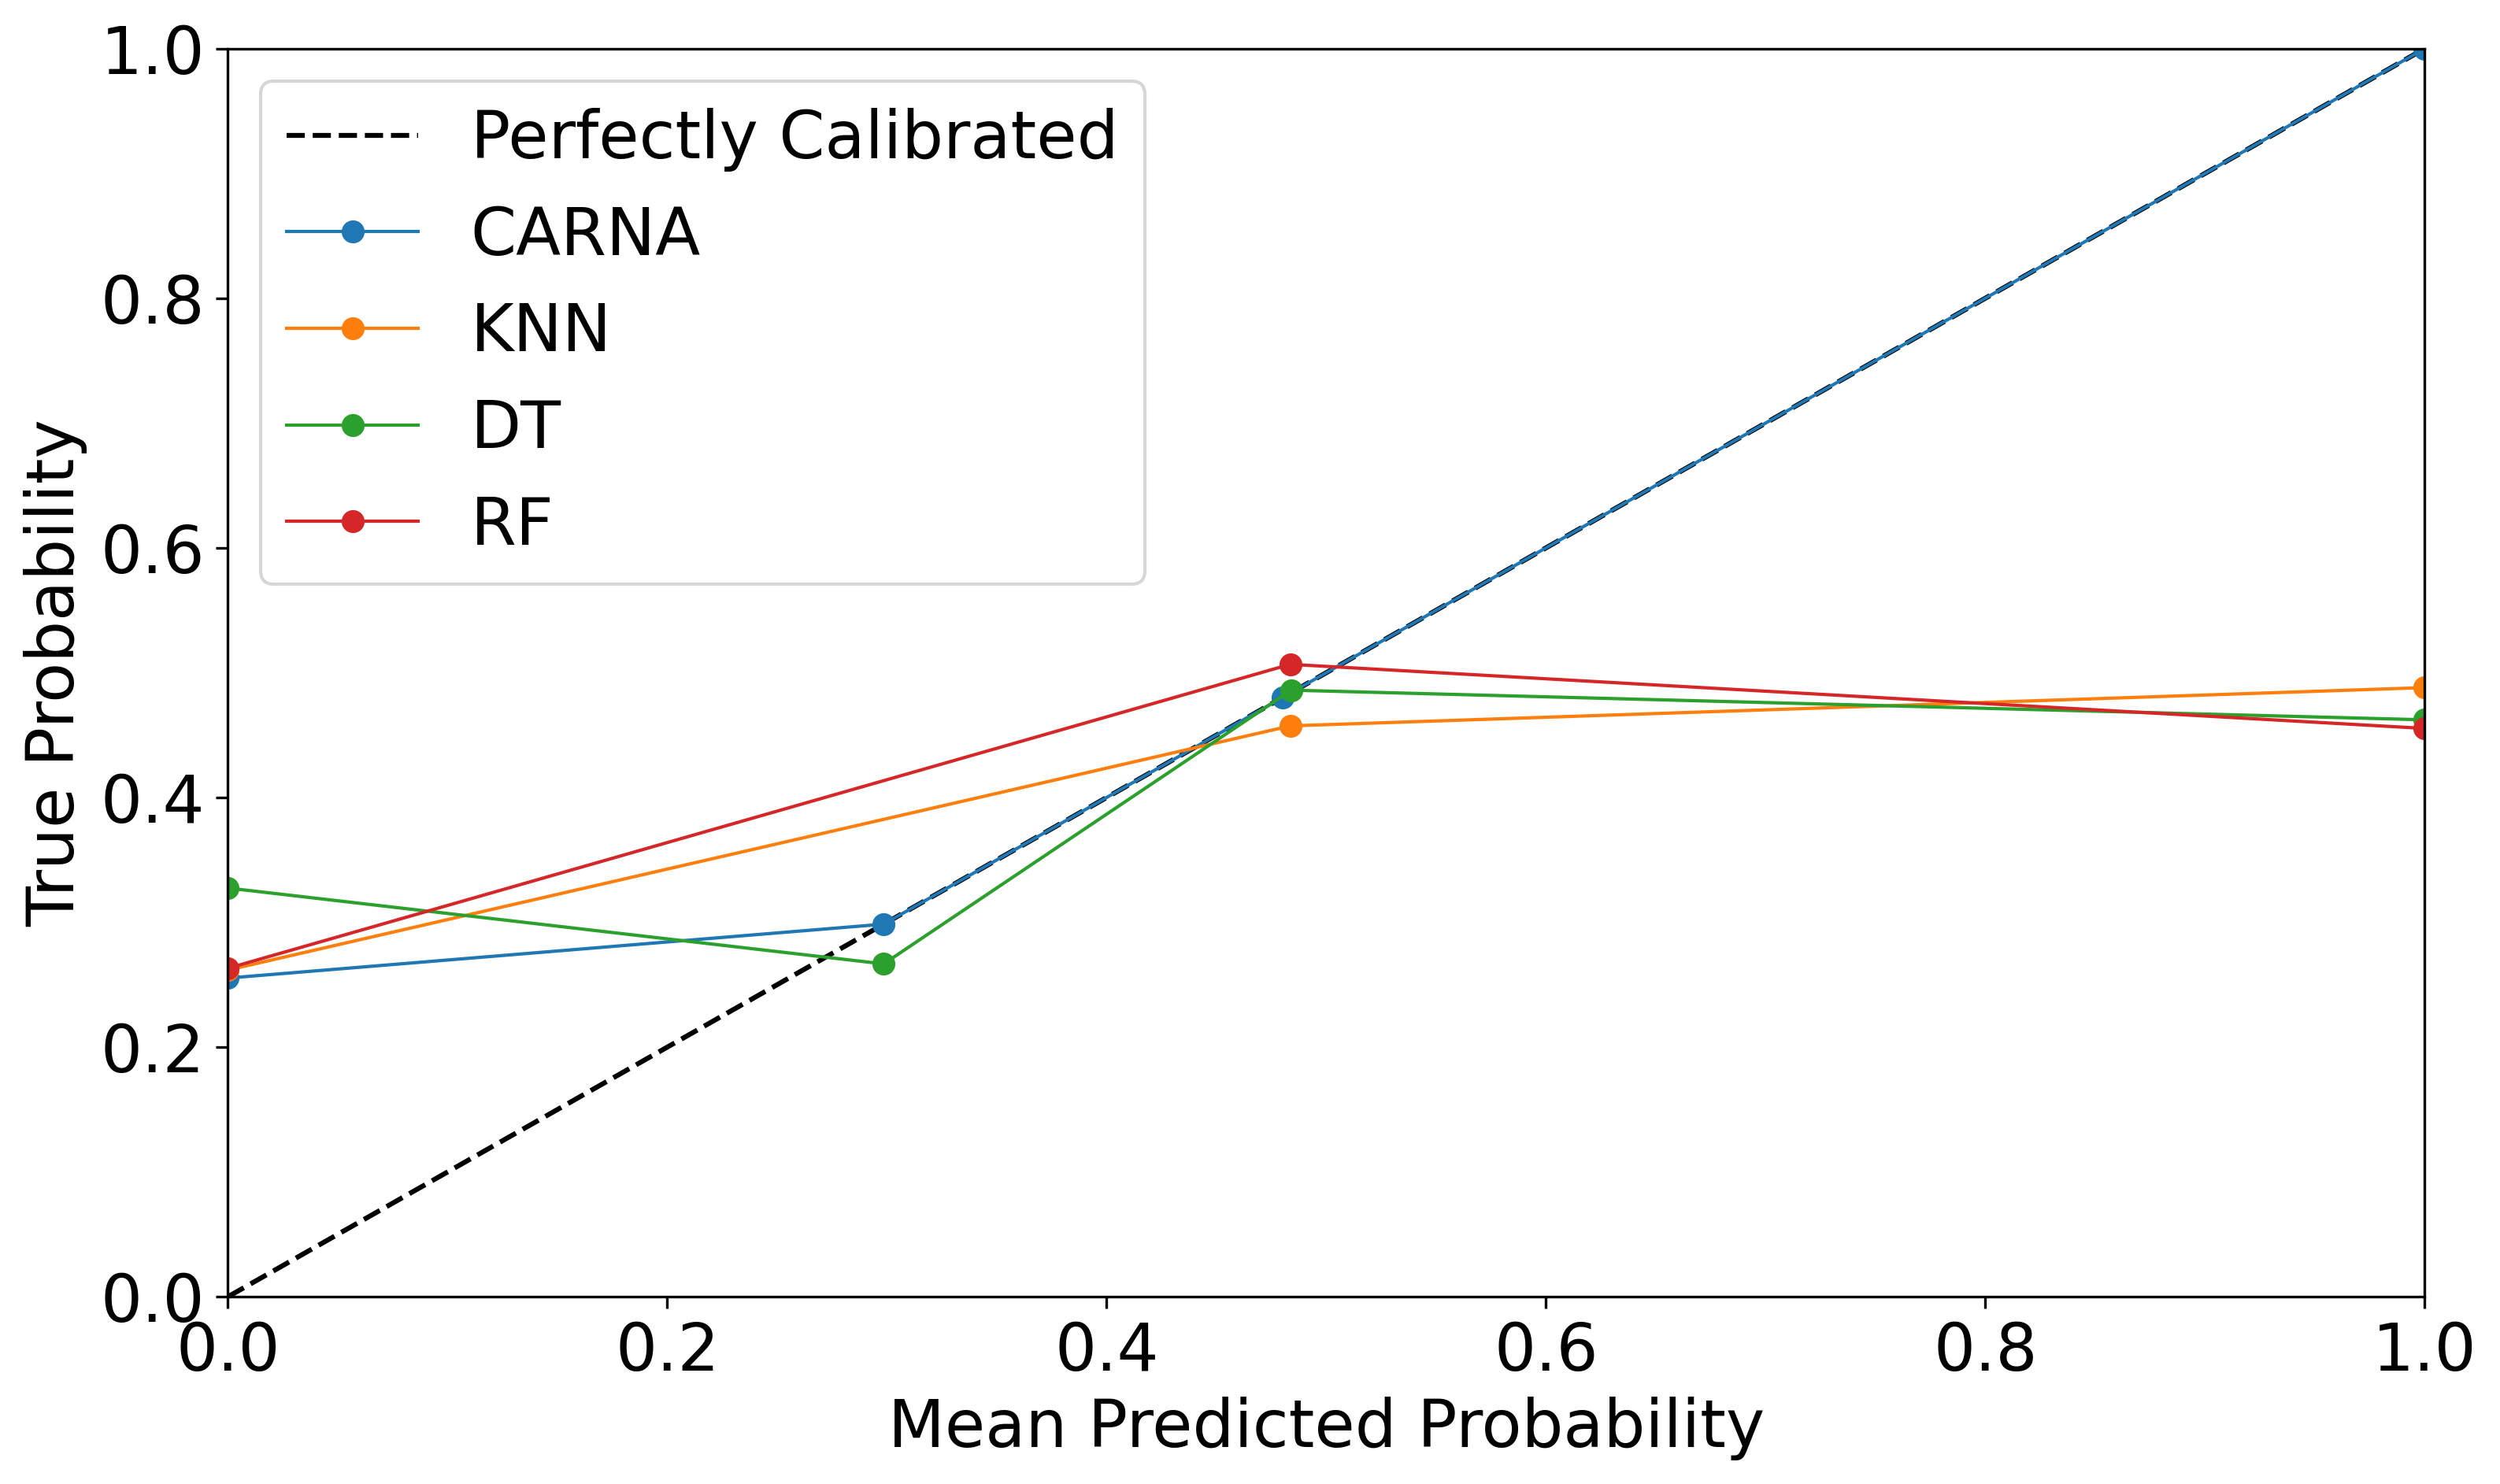 1.0
0.8
0.6
0.4
0.2
0.0
True Probability
Perfectly Calibrated
CARNA
KNN
DT
RF
0.0 0.2 0.4 0.6 0.8 1.0
Mean Predicted Probability